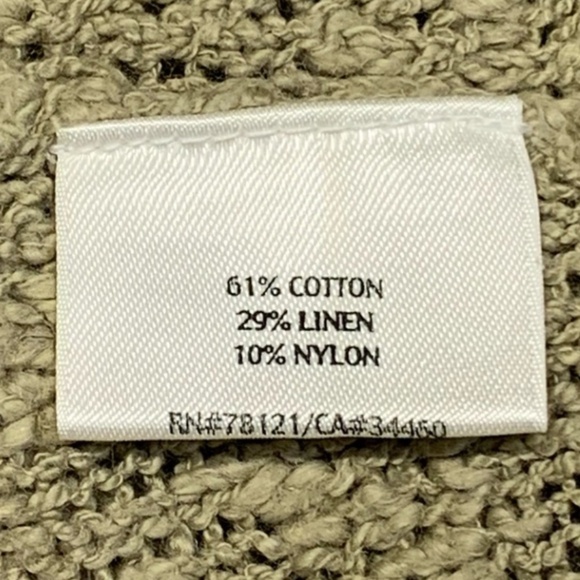 61% COTTON
29% LINEN
10% NYLON
RN#78121/CA#34460